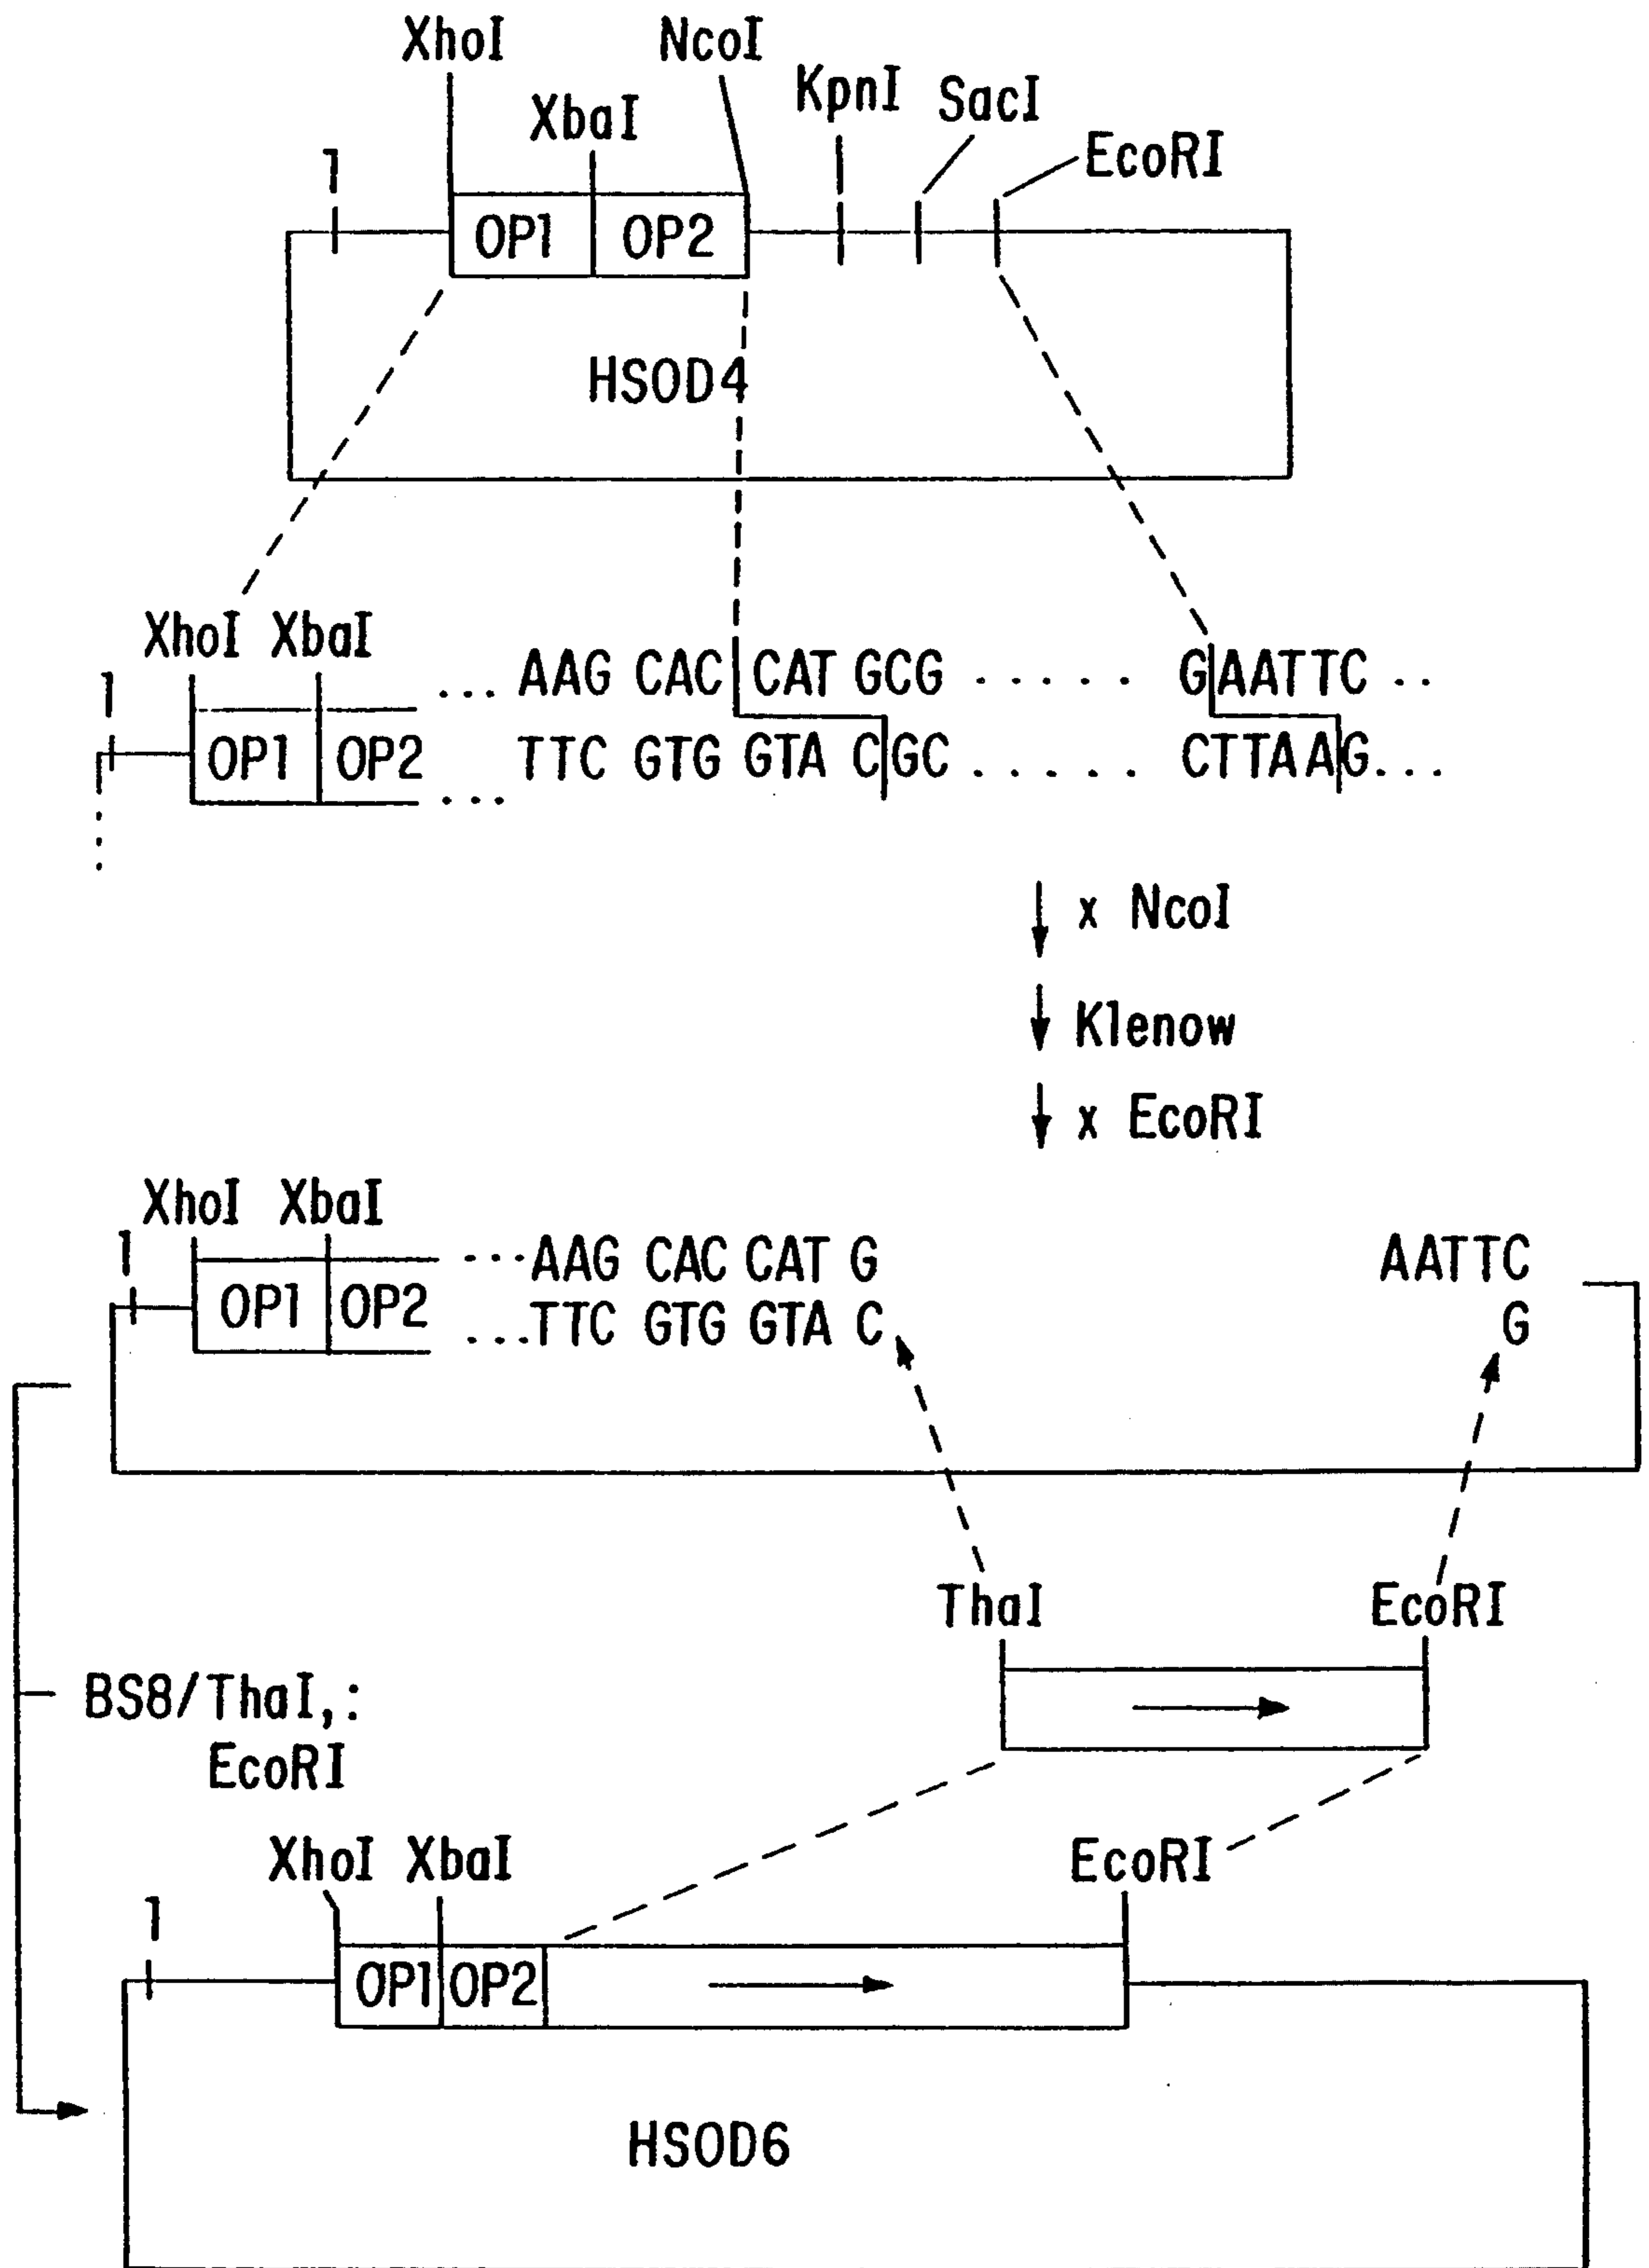 XhoI NcoI
KpnI SacI
XbaI
EcoRI
1
OP1 OP2
HSOD4
XhoI XbaI
1
... AAG CAC CAT GCG ..... GAATTC ..
OP1 OP2
TTC GTG GTA CGC ..... CTTAAG...
...
x NcoI
Klenow
x EcoRI
XhoI XbaI
1
...AAG CAC CAT G AATTC
OP1 OP2
...TTC GTG GTA C G
ThaI EcoRI
BS8/ThaI,:
EcoRI
XhoI XbaI EcoRI
1
OP1 OP2
HSOD6